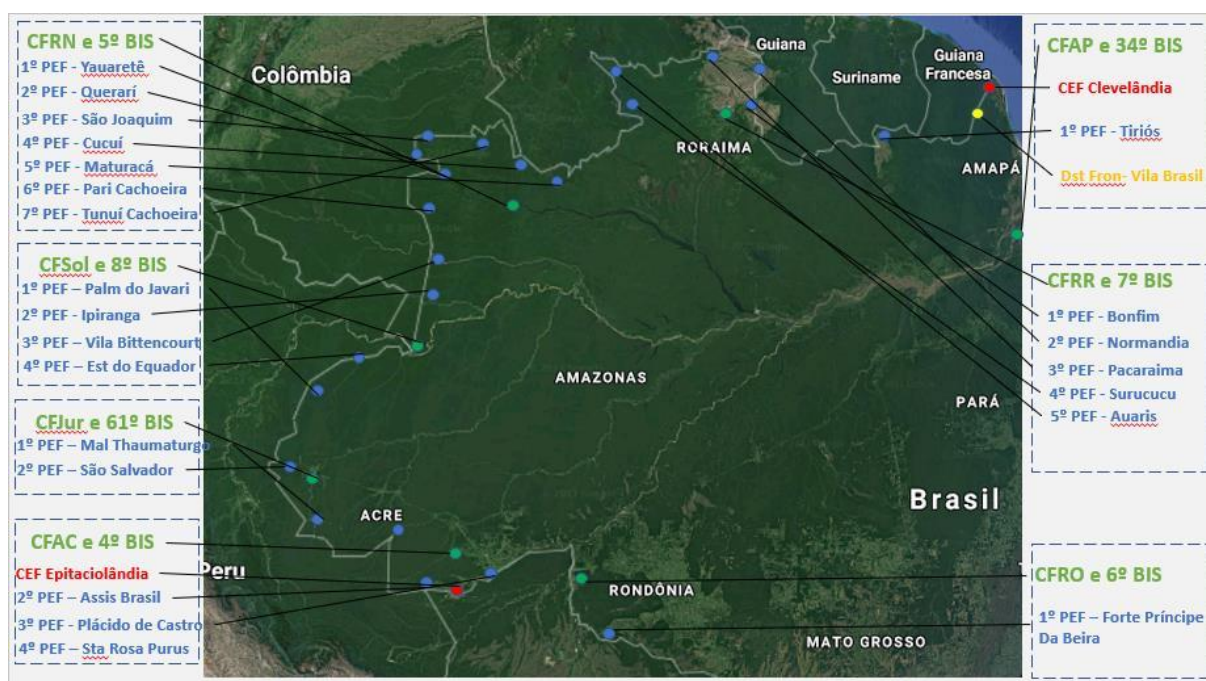 CFRN e 5º BIS
1º PEF - Yauaretê
2º PEF - Querarí
3º PEF - São Joaquim
4º PEF - Cucuí
5º PEF - Maturacá
6º PEF - Pari Cachoeira
7º PEF - Tunuí Cachoeira
CFSol e 8º BIS
1º PEF – Palm do Javari
2º PEF - Ipiranga
3º PEF – Vila Bittencourt
4º PEF – Est do Equador
CFJur e 61º BIS
1º PEF – Mal Thaumaturgo
2º PEF – São Salvador
CFAC e 4º BIS
CEF Epitaciolândia
2º PEF – Assis Brasil
3º PEF - Plácido de Castro
4º PEF – Sta Rosa Purus
Colômbia
Guiana
Suriname
Guiana
Francesa
RORAIMA
AMAPÁ
AMAZONAS
PARÁ
Brasil
ACRE
Peru
RONDÔNIA
MATO GROSSO
CFAP e 34º BIS
CEF Clevelândia
1º PEF - Tiriós
Dst Fron- Vila Brasil
CFRR e 7º BIS
1º PEF - Bonfim
2º PEF - Normandia
3º PEF - Pacaraima
4º PEF - Surucucu
5º PEF - Auaris
CFRO e 6º BIS
1º PEF – Forte Príncipe
Da Beira